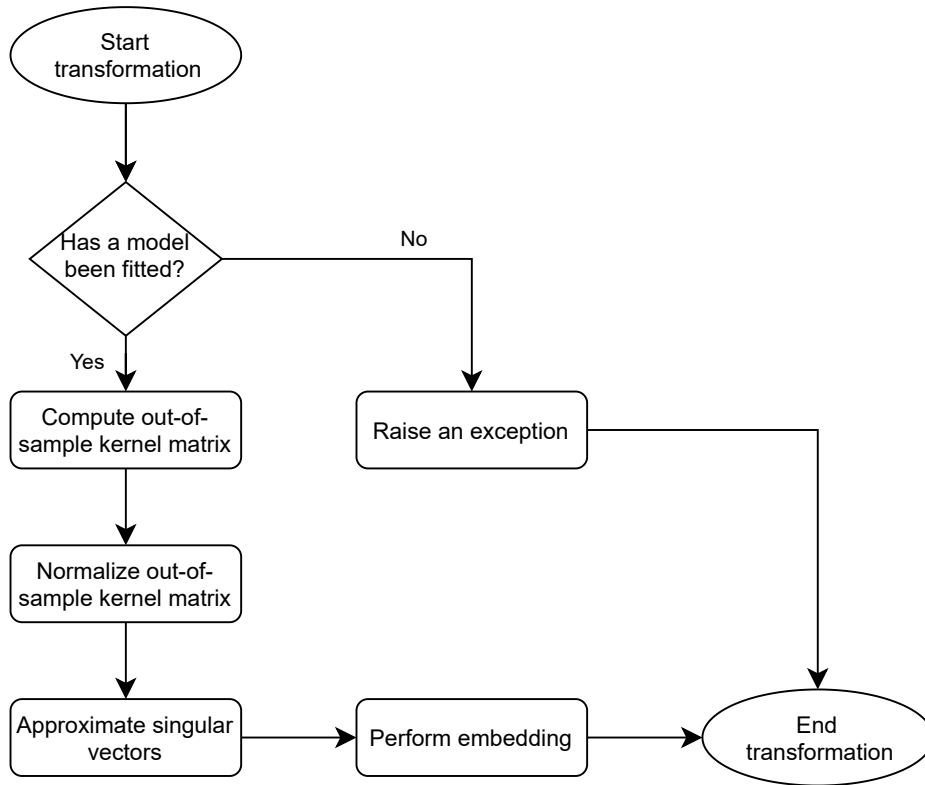 Start
transformation
Has a model
been fitted?
No
Yes
Compute out-of-
sample kernel matrix
Raise an exception
Normalize out-of-
sample kernel matrix
Approximate singular
vectors
Perform embedding
End
transformation